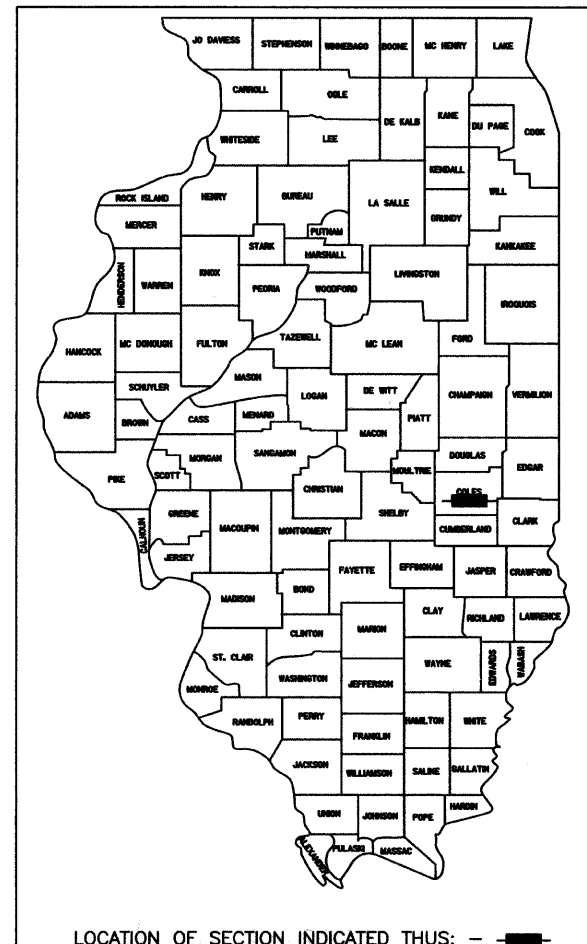 JO DAVIESS STEPHENSON WINNEBAGO BOONE MC HENRY LAKE
CARROLL OGLE DE KALB KANE DU PAGE COOK
WHITESIDE LEE
KENDALL WILL
ROCK ISLAND HENRY BUREAU LA SALLE GRUNDY
MERCER PUTNAM
STARK MARSHALL KANKAKEE
HENDERSON WARREN KNOX PEORIA WOODFORD LIVINGSTON IROQUOIS
HANCOCK MC DONOUGH FULTON TAZEWELL MC LEAN FORD
SCHUYLER MASON LOGAN DE WITT CHAMPAIGN VERMILION
ADAMS BROWN CASS MENARD MACON PIATT
MORGAN SANGAMON DOUGLAS EDGAR
PIKE SCOTT CHRISTIAN MOULTRIE COLES
GREENE MACOUPIN MONTGOMERY SHELBY CUMBERLAND CLARK
CALHOUN JERSEY
FAYETTE EFFINGHAM JASPER CRAWFORD
MADISON BOND CLAY RICHLAND LAWRENCE
CLINTON MARION
ST. CLAIR WAYNE EDWARDS WABASH
MONROE WASHINGTON JEFFERSON
RANDOLPH PERRY HAMILTON WHITE
FRANKLIN
JACKSON WILLIAMSON SALINE GALLATIN
UNION JOHNSON POPE HARDIN
ALEXANDER PULASKI MASSAC
LOCATION OF SECTION INDICATED THUS: –